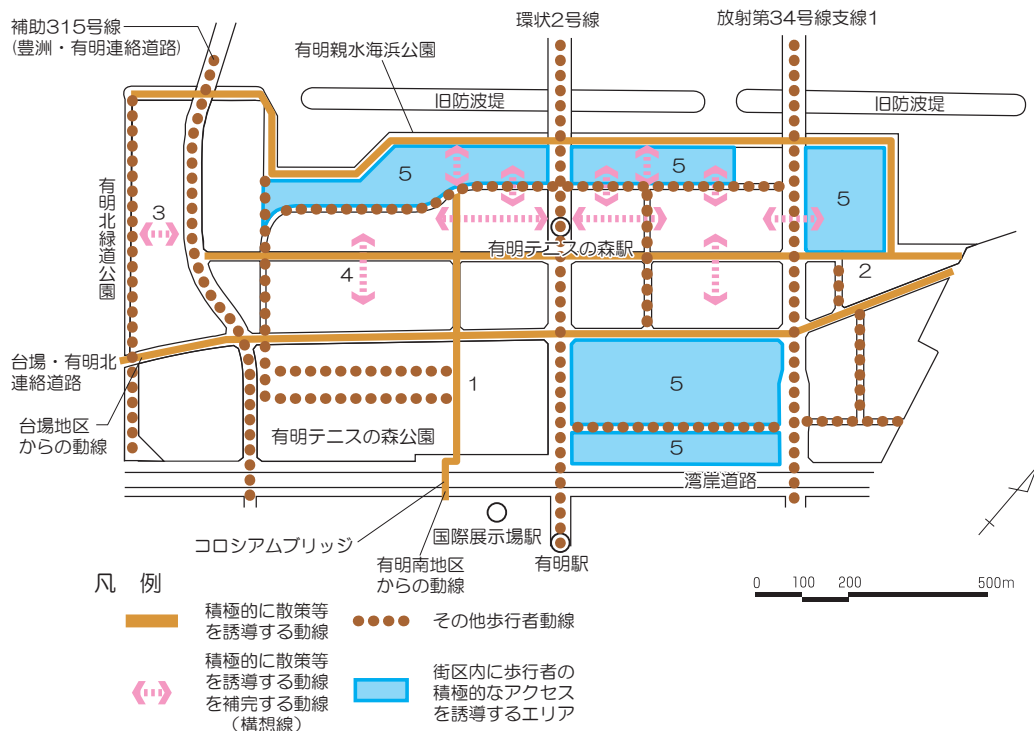 補助315号線
(豊洲・有明連絡道路)
環状2号線
放射第34号線支線1
有明親水海浜公園
旧防波堤
旧防波堤
5
5
5
3
有明北緑道公園
有明テニスの森駅
4
2
台場・有明北
連絡道路
台場地区
からの動線
1
5
5
有明テニスの森公園
湾岸道路
国際展示場駅
コロシアムブリッジ
有明南地区
からの動線
有明駅
凡 例
積極的に散策等
を誘導する動線
その他歩行者動線
積極的に散策等
を誘導する動線
を補完する動線
(構想線)
街区内に歩行者の
積極的なアクセス
を誘導するエリア
0 100 200 500m